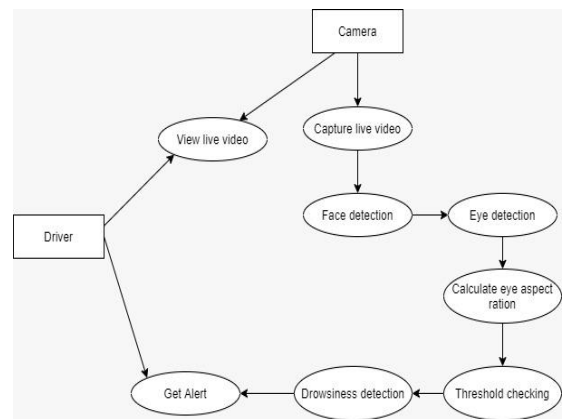 Camera
View live video
Capture live video
Face detection
Eye detection
Driver
Calculate eye aspect
ration
Get Alert
Drowsiness detection
Threshold checking